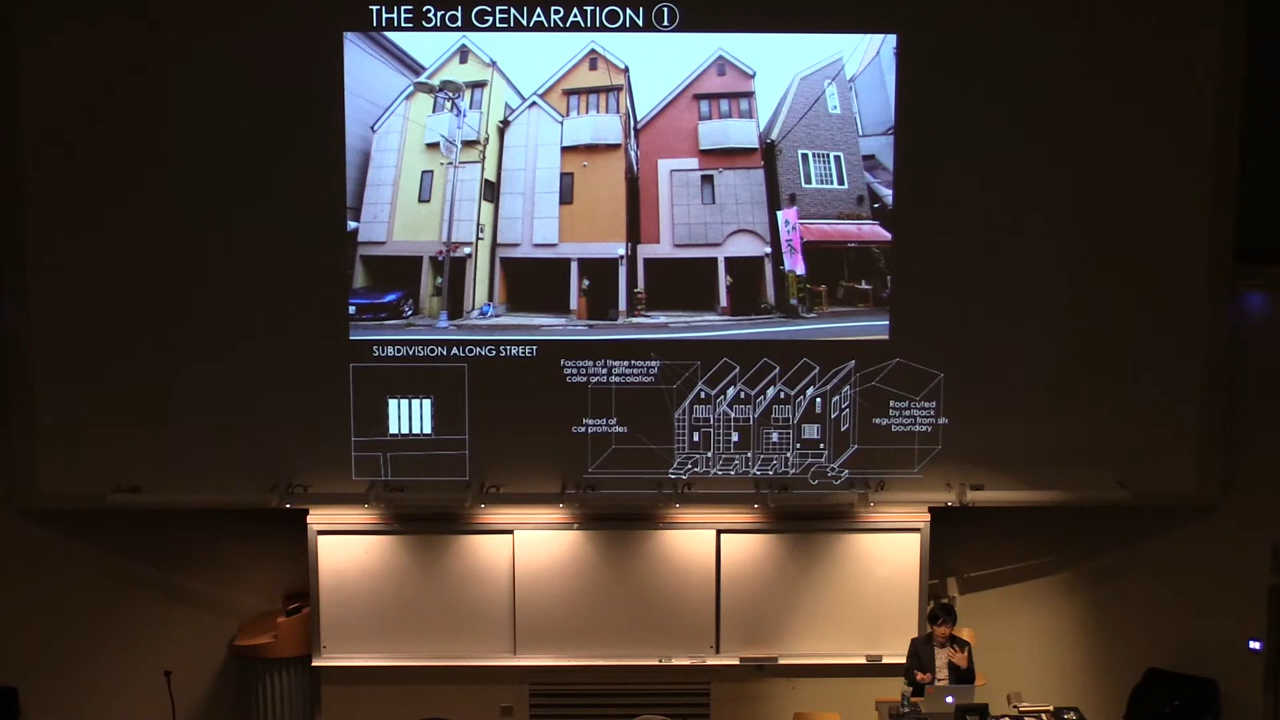 THE 3rd GENARATION ①
SUBDIVISION ALONG STREET
Facade of these houses
are a little different of
color and decolation
Head of
car protrudes
Roof cuted
by setback
regulation from site
boundary